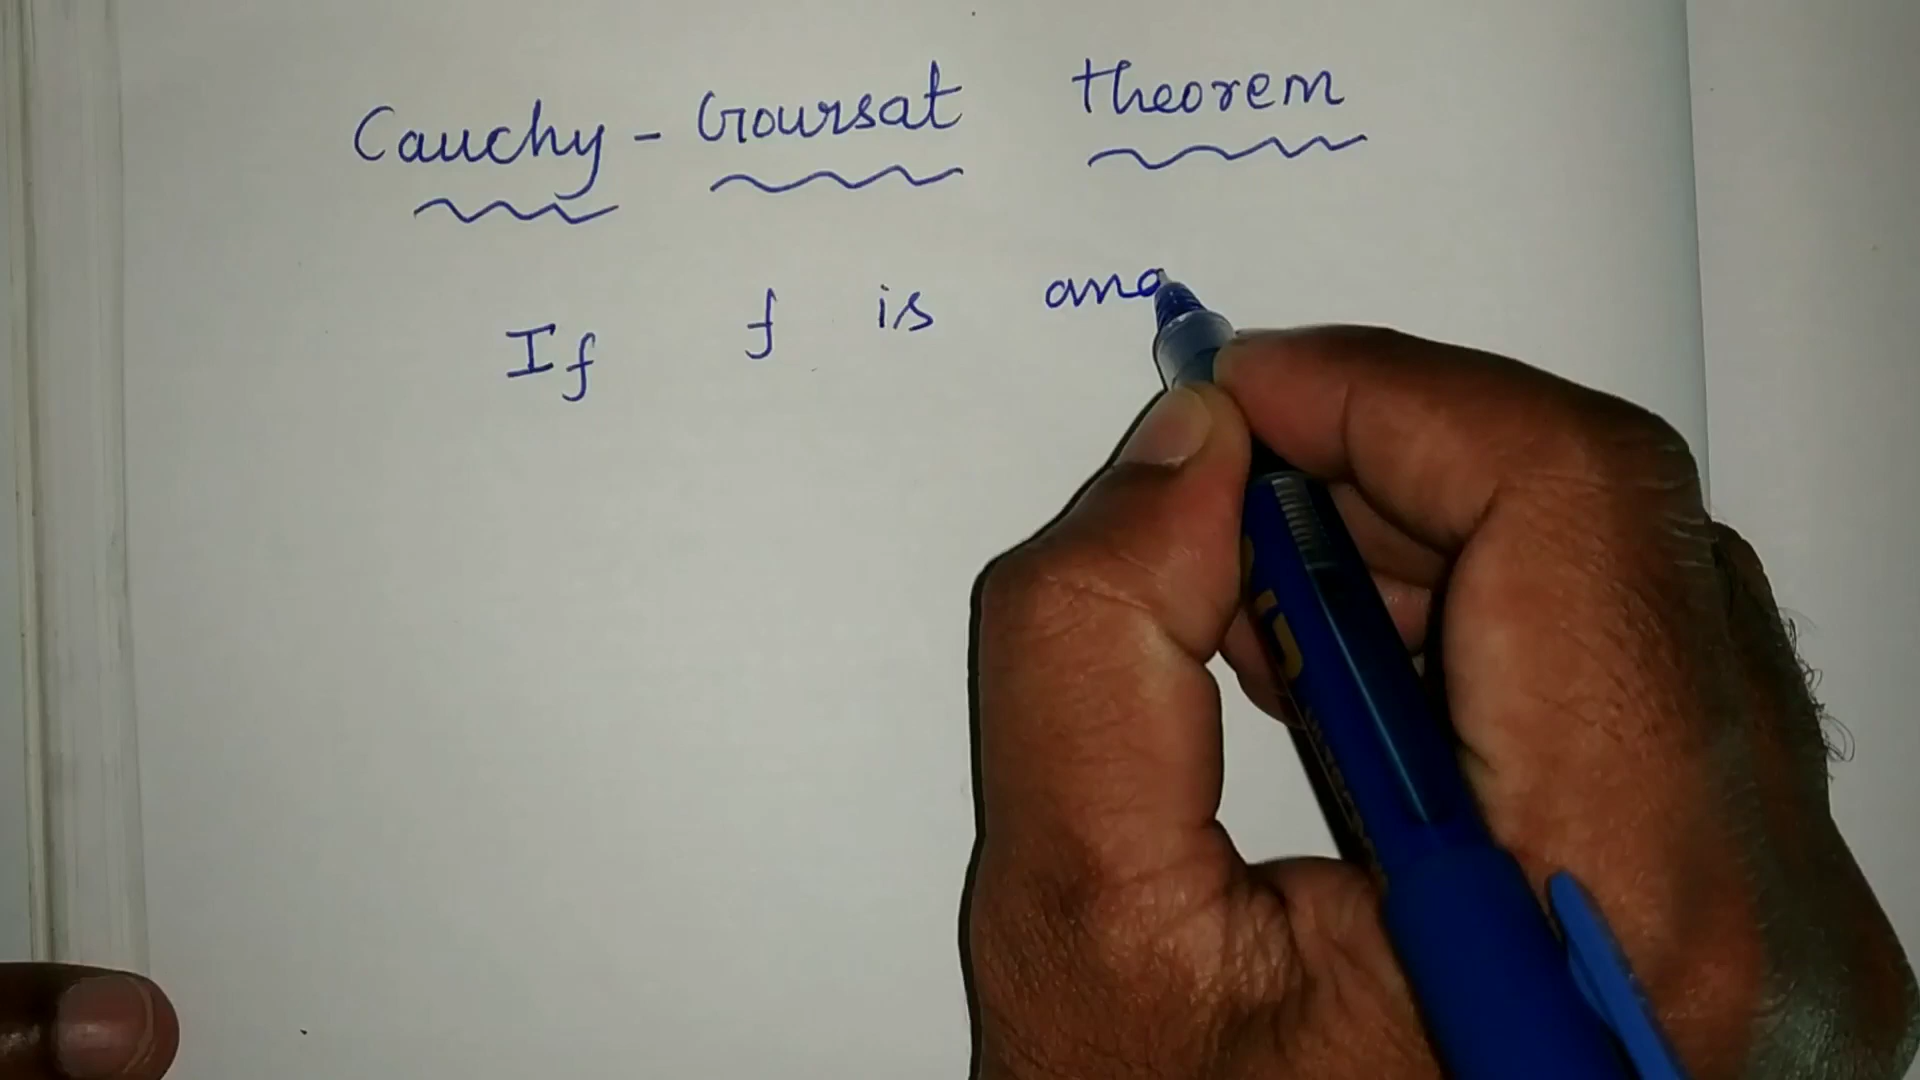 Cauchy - Goursat theorem
If f is ana